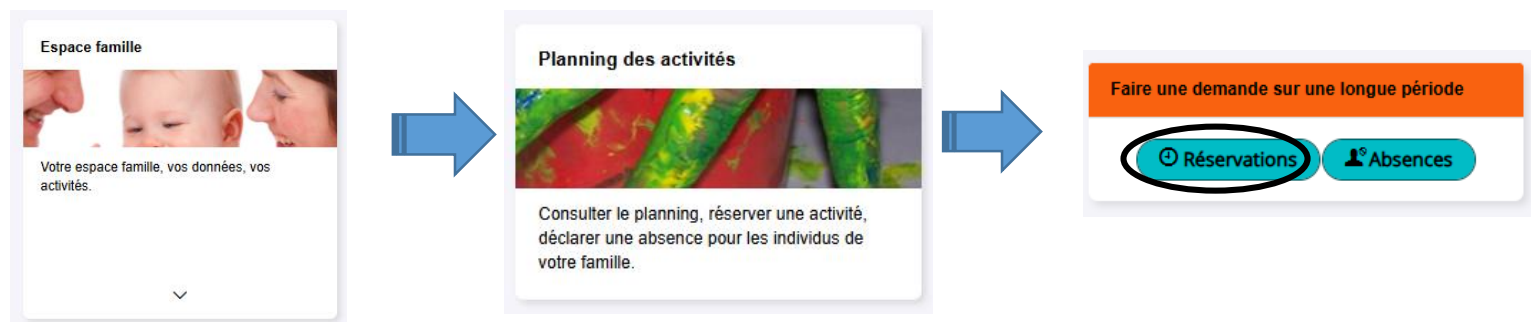 Espace famille
Votre espace famille, vos données, vos
activités.
Planning des activités
Consulter le planning, réserver une activité,
déclarer une absence pour les individus de
votre famille.
Faire une demande sur une longue période
Réservations
Absences